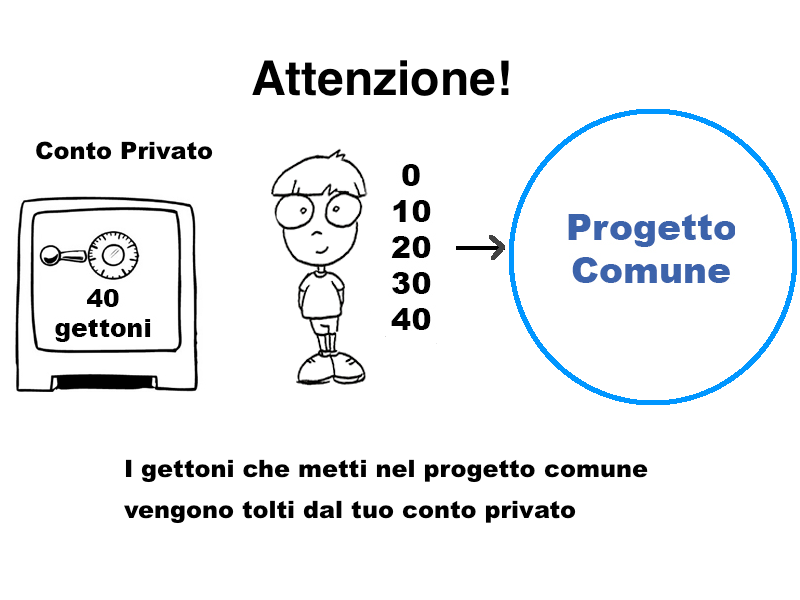 Attenzione!
Conto Privato
40
gettoni
0
10
20
30
40
Progetto
Comune
I gettoni che metti nel progetto comune
vengono tolti dal tuo conto privato